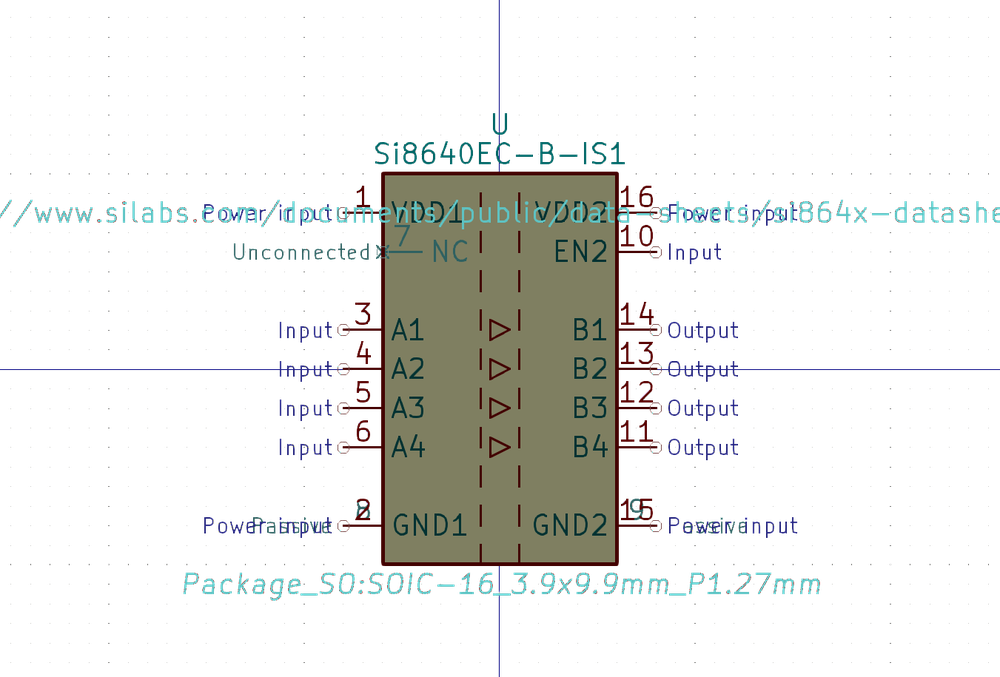 U
Si8640EC-B-IS1
1 VDD1 VDD2 16
Power input Power input
//www.silabs.com/documents/public/data-sheets/si864x-datashe
7
Unconnected NC EN2 10 Input
Input 3 A1 B1 14 Output
Input 4 A2 B2 13 Output
Input 5 A3 B3 12 Output
Input 6 A4 B4 11 Output
2 8 GND1 GND2 15 9
Power input Passive Power input Passive
Package_SO:SOIC-16_3.9x9.9mm_P1.27mm